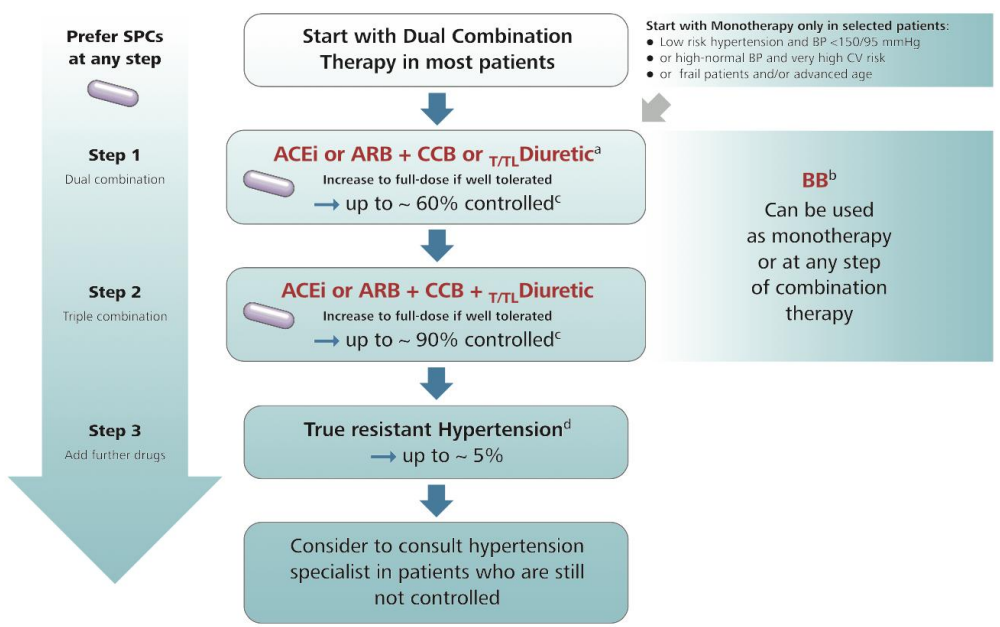 Prefer SPCs
at any step
Start with Dual Combination
Therapy in most patients
Start with Monotherapy only in selected patients:
● Low risk hypertension and BP <150/95 mmHg
● or high-normal BP and very high CV risk
● or frail patients and/or advanced age
Step 1
Dual combination
ACEi or ARB + CCB or T/TLDiuretica
Increase to full-dose if well tolerated
→ up to ~ 60% controlledc
BBb
Can be used
as monotherapy
or at any step
of combination
therapy
Step 2
Triple combination
ACEi or ARB + CCB + T/TLDiuretic
Increase to full-dose if well tolerated
→ up to ~ 90% controlledc
Step 3
Add further drugs
True resistant Hypertensiond
→ up to ~ 5%
Consider to consult hypertension
specialist in patients who are still
not controlled